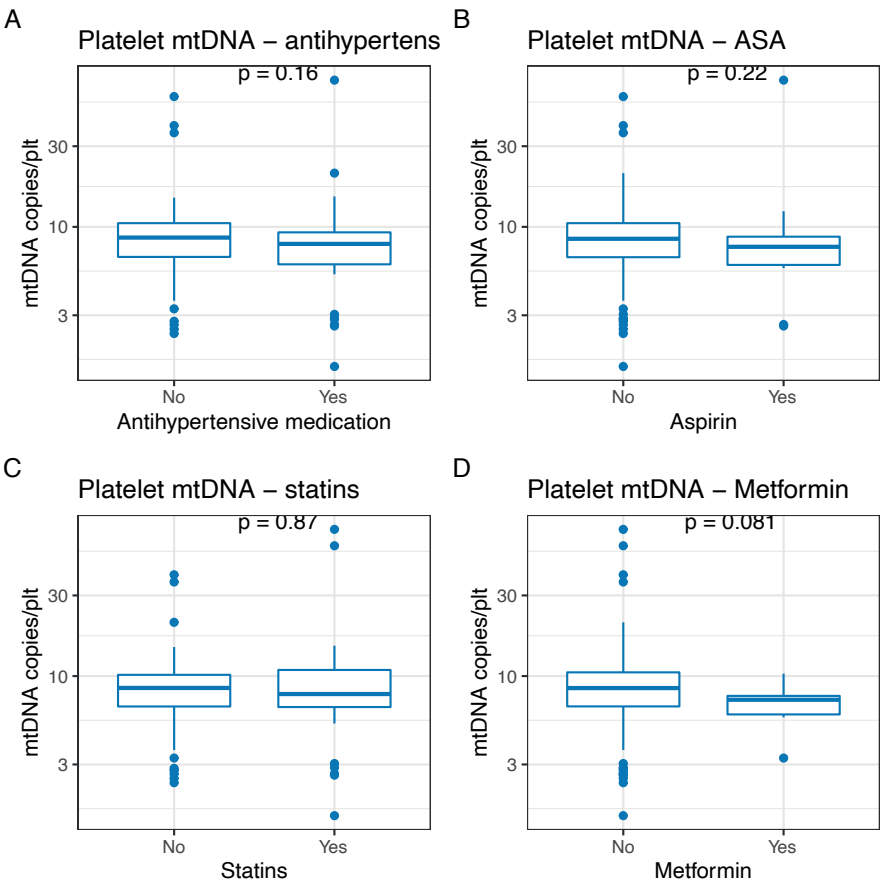 A
Platelet mtDNA − antihypertens
p = 0.16
mtDNA copies/plt
30
10
3
No
Yes
Antihypertensive medication
B
Platelet mtDNA − ASA
p = 0.22
mtDNA copies/plt
30
10
3
No
Yes
Aspirin
C
Platelet mtDNA − statins
p = 0.87
mtDNA copies/plt
30
10
3
No
Yes
Statins
D
Platelet mtDNA − Metformin
p = 0.081
mtDNA copies/plt
30
10
3
No
Yes
Metformin